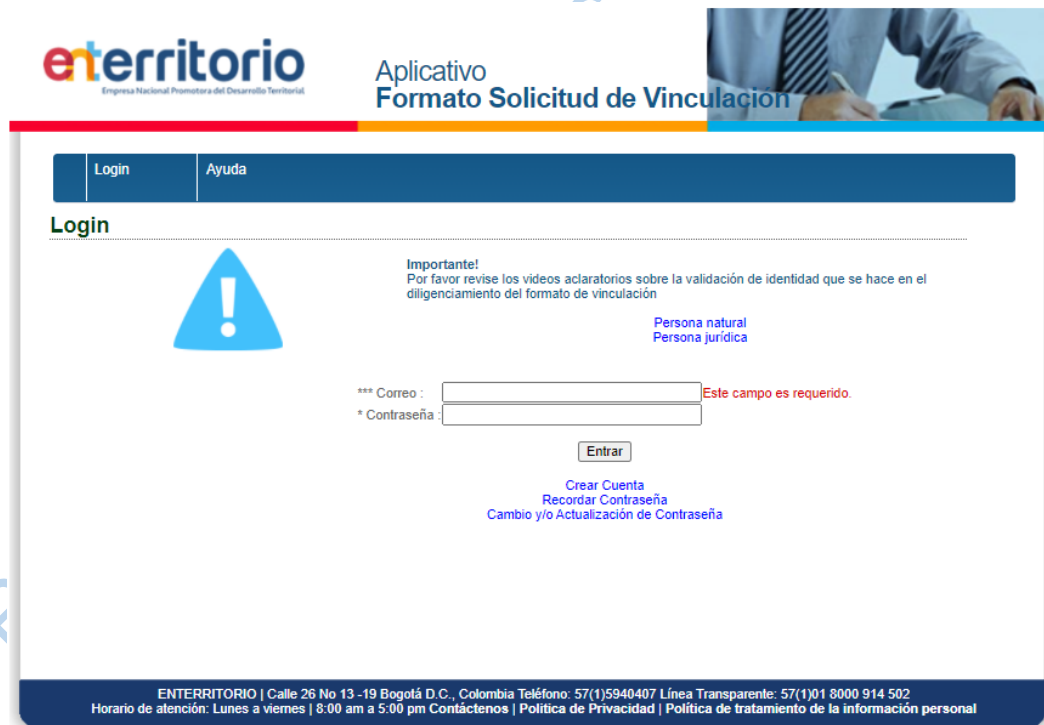 enterritorio
Empresa Nacional Promotora del Desarrollo Territorial
Aplicativo
Formato Solicitud de Vinculación
Login
Ayuda
Login
Importante!
Por favor revise los videos aclaratorios sobre la validación de identidad que se hace en el
diligenciamiento del formato de vinculación
Persona natural
Persona jurídica
*** Correo :
Este campo es requerido.
* Contraseña :
Entrar
Crear Cuenta
Recordar Contraseña
Cambio y/o Actualización de Contraseña
ENTERRITORIO | Calle 26 No 13 -19 Bogotá D.C., Colombia Teléfono: 57(1)5940407 Línea Transparente: 57(1)01 8000 914 502
Horario de atención: Lunes a viernes | 8:00 am a 5:00 pm Contáctenos | Politica de Privacidad | Política de tratamiento de la información personal